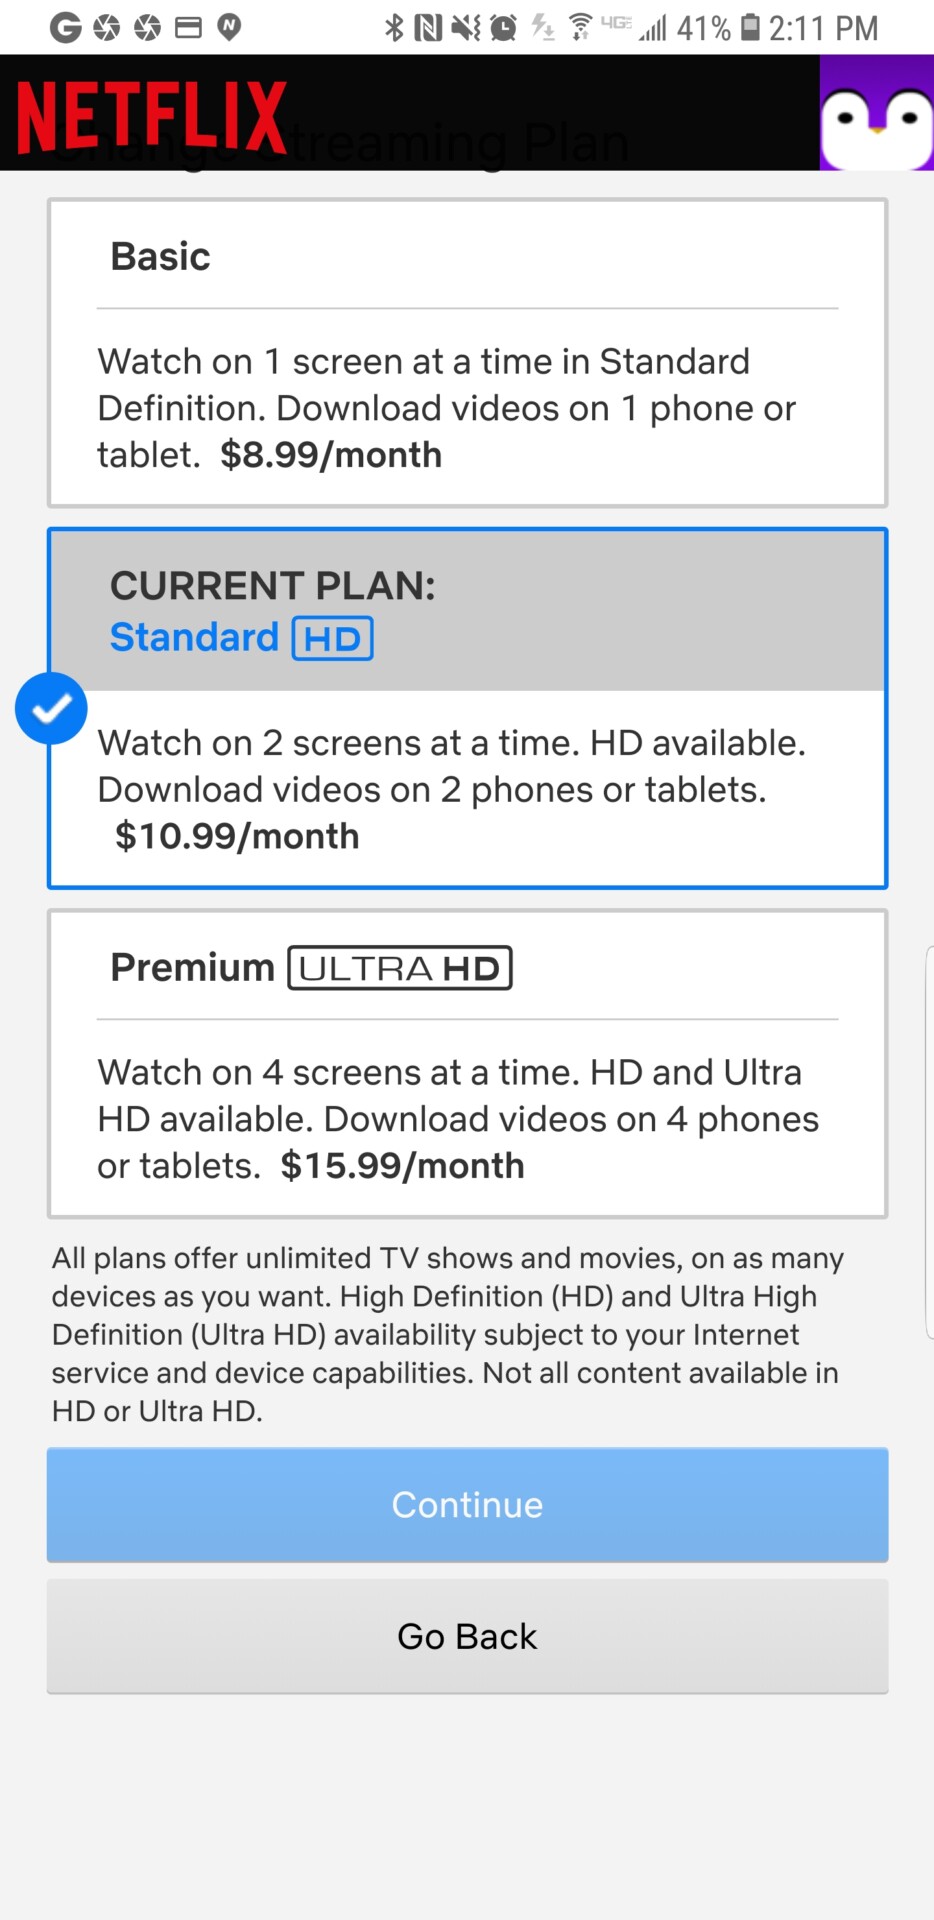 41% 2:11 PM
NETFLIX
Change Streaming Plan
Basic
Watch on 1 screen at a time in Standard
Definition. Download videos on 1 phone or
tablet. $8.99/month
CURRENT PLAN:
Standard HD
Watch on 2 screens at a time. HD available.
Download videos on 2 phones or tablets.
$10.99/month
Premium ULTRA HD
Watch on 4 screens at a time. HD and Ultra
HD available. Download videos on 4 phones
or tablets. $15.99/month
All plans offer unlimited TV shows and movies, on as many
devices as you want. High Definition (HD) and Ultra High
Definition (Ultra HD) availability subject to your Internet
service and device capabilities. Not all content available in
HD or Ultra HD.
Continue
Go Back